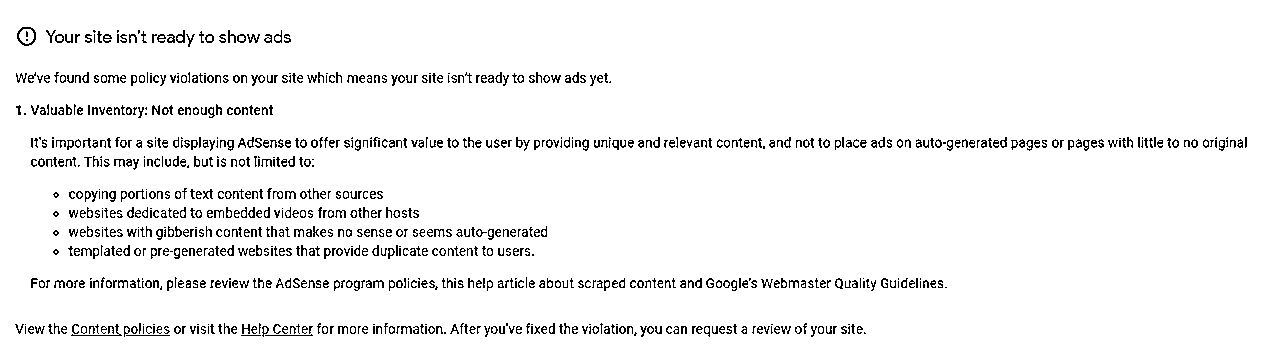 Your site isn't ready to show ads
We've found some policy violations on your site which means your site isn't ready to show ads yet.
1. Valuable Inventory: Not enough content
It's important for a site displaying AdSense to offer significant value to the user by providing unique and relevant content, and not to place ads on auto-generated pages or pages with little to no original
content. This may include, but is not limited to:
copying portions of text content from other sources
websites dedicated to embedded videos from other hosts
websites with gibberish content that makes no sense or seems auto-generated
templated or pre-generated websites that provide duplicate content to users.
For more information, please review the AdSense program policies, this help article about scraped content and Google's Webmaster Quality Guidelines.
View the Content policies or visit the Help Center for more information. After you've fixed the violation, you can request a review of your site.